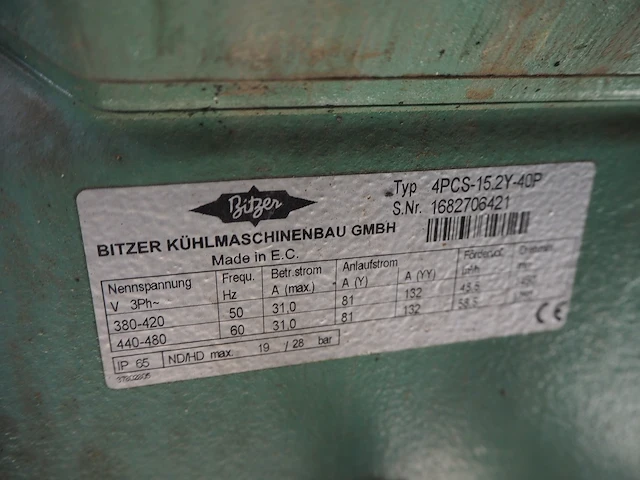 Bitzer
Typ 4PCS-15.2Y-40P
S.Nr. 1682706421
BITZER KÜHLMASCHINENBAU GMBH
Made in E.C.
Nennspannung Frequ. Betr.strom Anlaufstrom
V 3Ph~ Hz A (max.) A (Y) A (YY)
380-420 50 31.0 81 132
440-480 60 31.0 81 132
IP 65 ND/HD max. 19 / 28 bar
CE